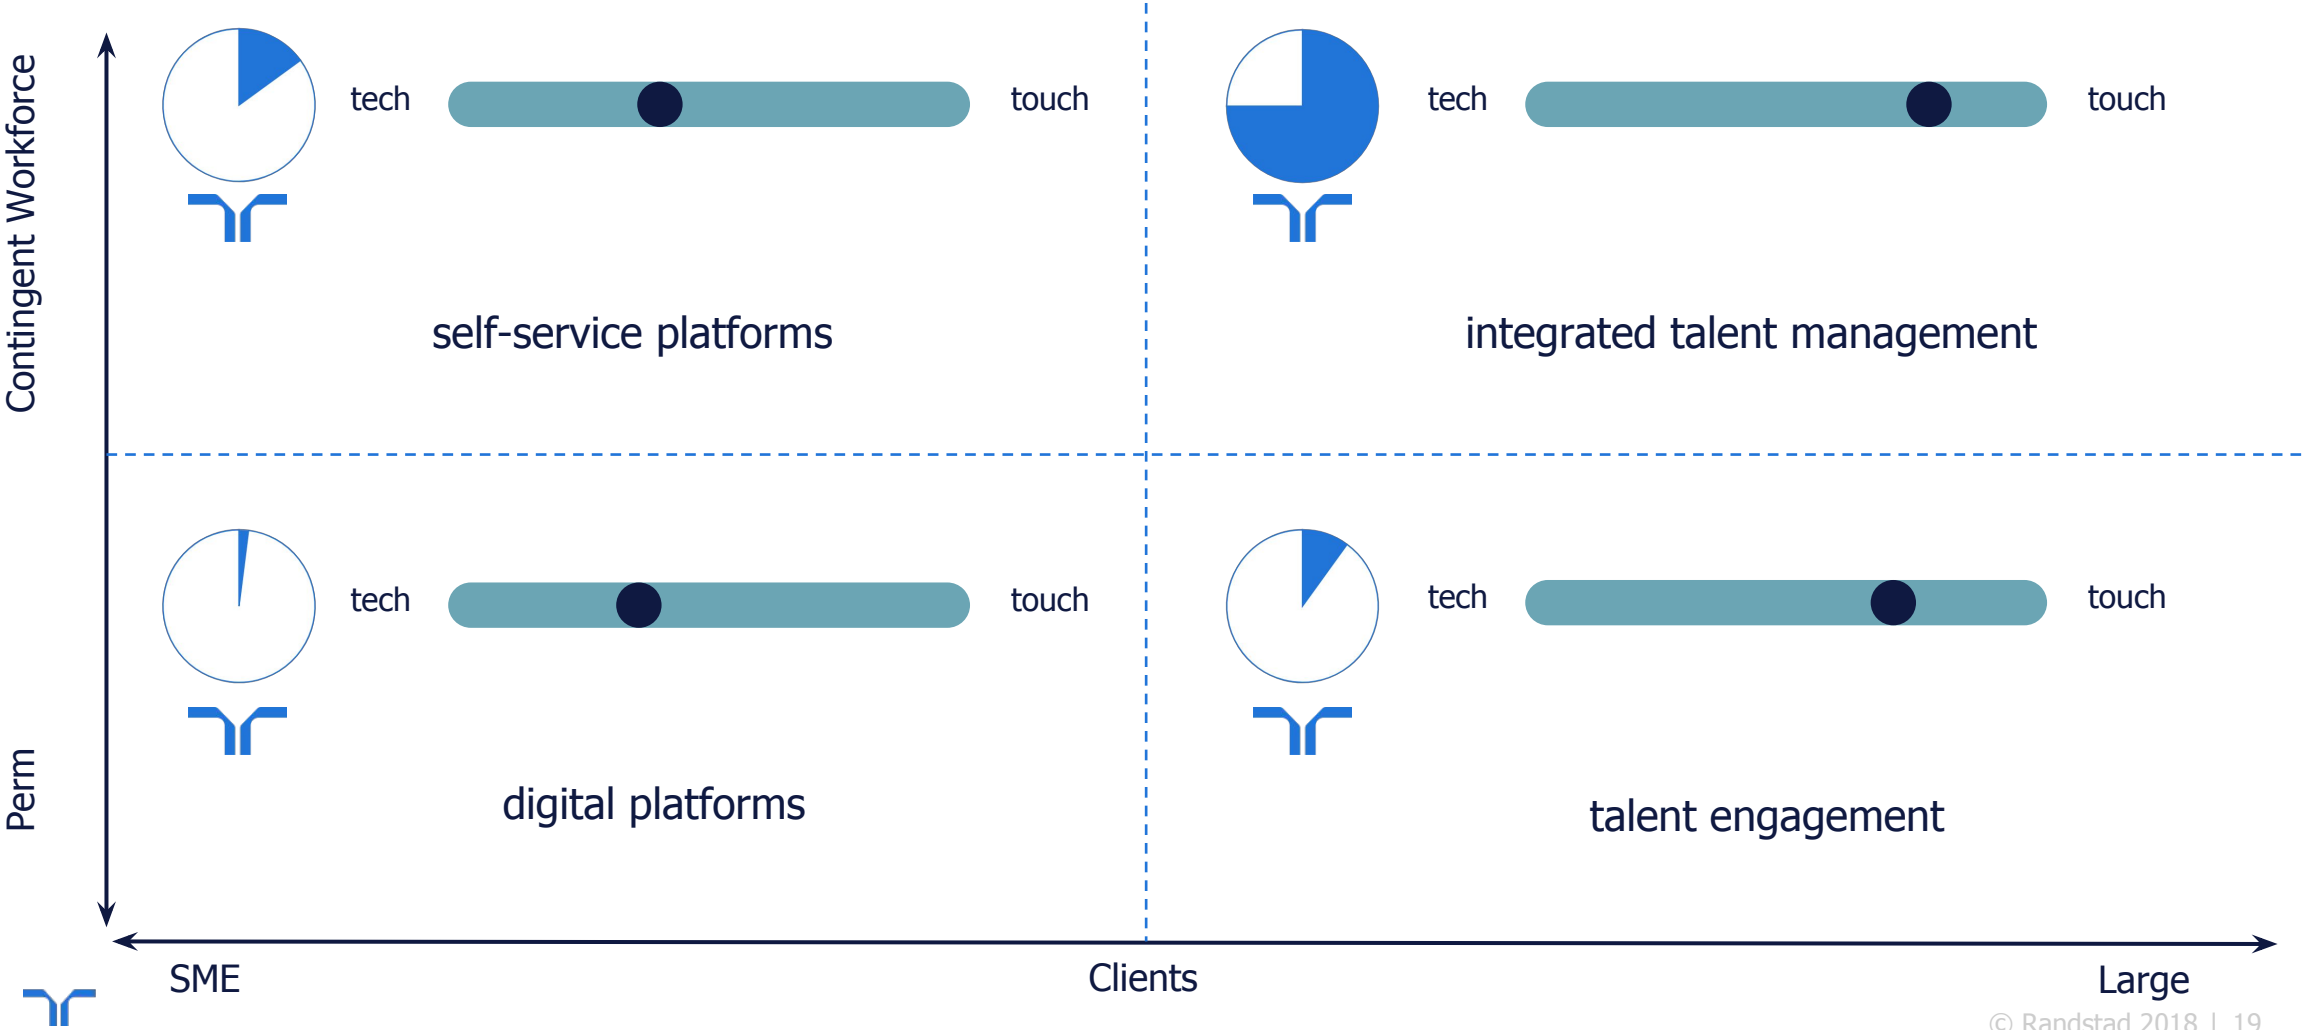 Contingent Workforce
tech
touch
tech
touch
self-service platforms
integrated talent management
Perm
tech
touch
tech
touch
digital platforms
talent engagement
SME
Clients
Large
© Randstad 2018 | 19